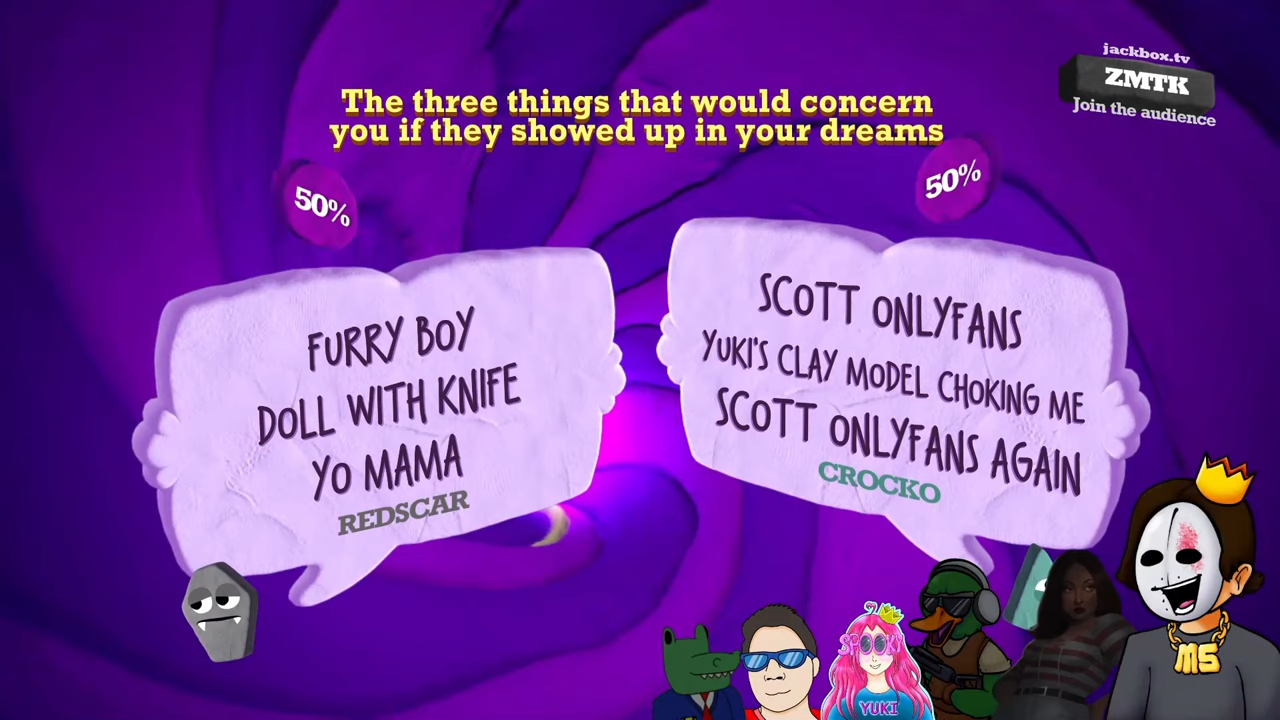 jackbox.tv
ZMTK
Join the audience
The three things that would concern
you if they showed up in your dreams
50%
50%
FURRY BOY
DOLL WITH KNIFE
YO MAMA
REDSCAR
SCOTT ONLYFANS
YUKI'S CLAY MODEL CHOKING ME
SCOTT ONLYFANS AGAIN
CROCKO
SPOOKY
YUKI
MS